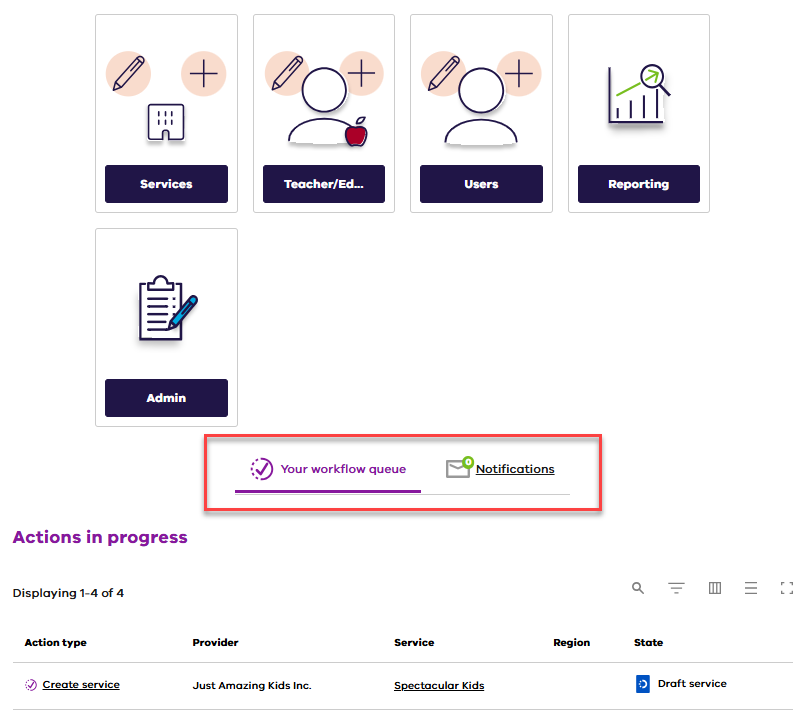 Services
Teacher/Ed...
Users
Reporting
Admin
Your workflow queue
0
Notifications
Actions in progress
Displaying 1-4 of 4
Action type Provider Service Region State
Create service Just Amazing Kids Inc. Spectacular Kids Draft service